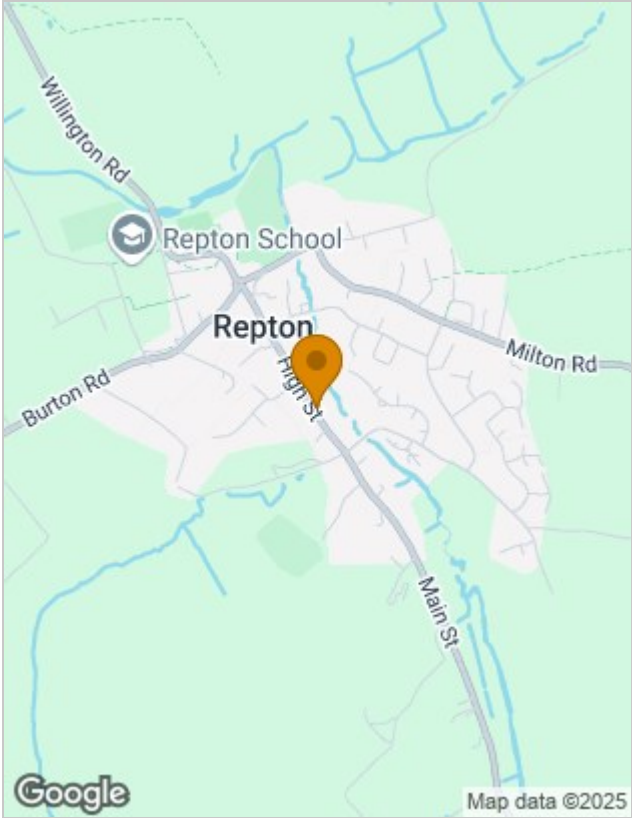 Willington Rd
Repton School
Repton
Milton Rd
High St
Burton Rd
Main St
Google
Map data ©2025